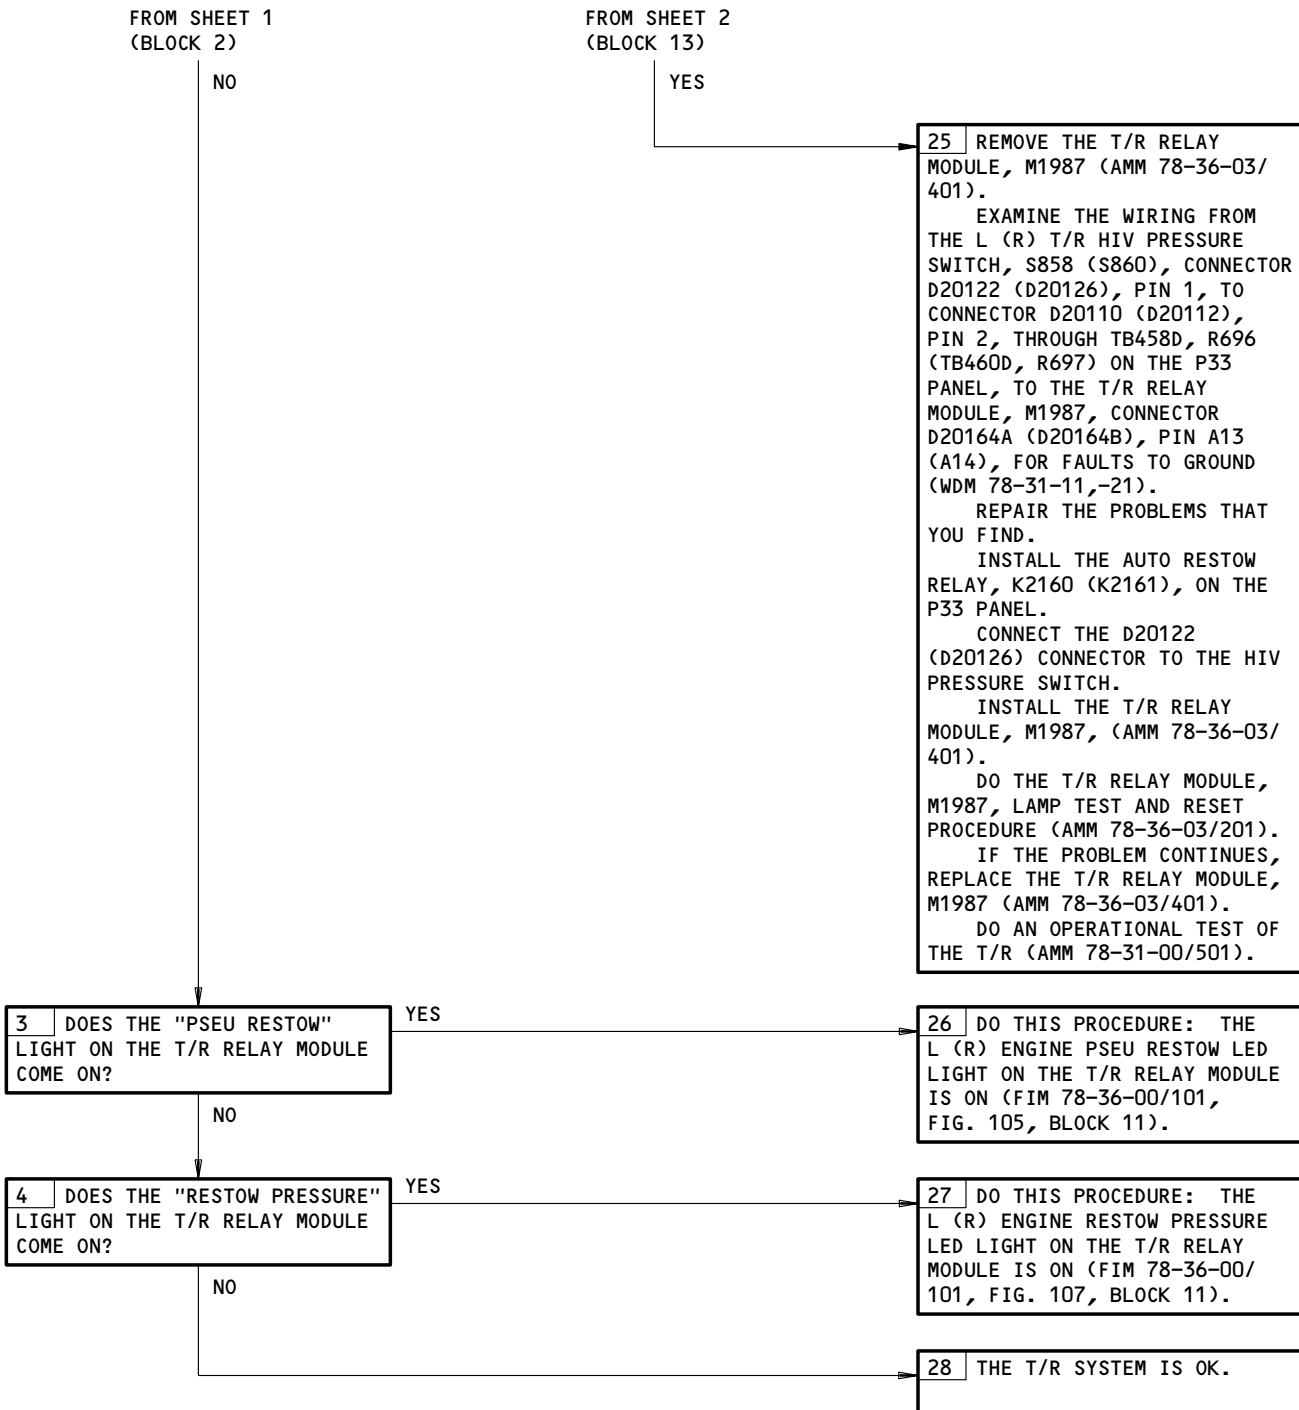 FROM SHEET 1
(BLOCK 2)
NO
FROM SHEET 2
(BLOCK 13)
YES
25 REMOVE THE T/R RELAY
MODULE, M1987 (AMM 78-36-03/
401).
EXAMINE THE WIRING FROM
THE L (R) T/R HIV PRESSURE
SWITCH, S858 (S860), CONNECTOR
D20122 (D20126), PIN 1, TO
CONNECTOR D20110 (D20112),
PIN 2, THROUGH TB458D, R696
(TB460D, R697) ON THE P33
PANEL, TO THE T/R RELAY
MODULE, M1987, CONNECTOR
D20164A (D20164B), PIN A13
(A14), FOR FAULTS TO GROUND
(WDM 78-31-11,-21).
REPAIR THE PROBLEMS THAT
YOU FIND.
INSTALL THE AUTO RESTOW
RELAY, K2160 (K2161), ON THE
P33 PANEL.
CONNECT THE D20122
(D20126) CONNECTOR TO THE HIV
PRESSURE SWITCH.
INSTALL THE T/R RELAY
MODULE, M1987, (AMM 78-36-03/
401).
DO THE T/R RELAY MODULE,
M1987, LAMP TEST AND RESET
PROCEDURE (AMM 78-36-03/201).
IF THE PROBLEM CONTINUES,
REPLACE THE T/R RELAY MODULE,
M1987 (AMM 78-36-03/401).
DO AN OPERATIONAL TEST OF
THE T/R (AMM 78-31-00/501).
3 DOES THE "PSEU RESTOW"
LIGHT ON THE T/R RELAY MODULE
COME ON?
YES
NO
26 DO THIS PROCEDURE: THE
L (R) ENGINE PSEU RESTOW LED
LIGHT ON THE T/R RELAY MODULE
IS ON (FIM 78-36-00/101,
FIG. 105, BLOCK 11).
4 DOES THE "RESTOW PRESSURE"
LIGHT ON THE T/R RELAY MODULE
COME ON?
YES
NO
27 DO THIS PROCEDURE: THE
L (R) ENGINE RESTOW PRESSURE
LED LIGHT ON THE T/R RELAY
MODULE IS ON (FIM 78-36-00/
101, FIG. 107, BLOCK 11).
28 THE T/R SYSTEM IS OK.